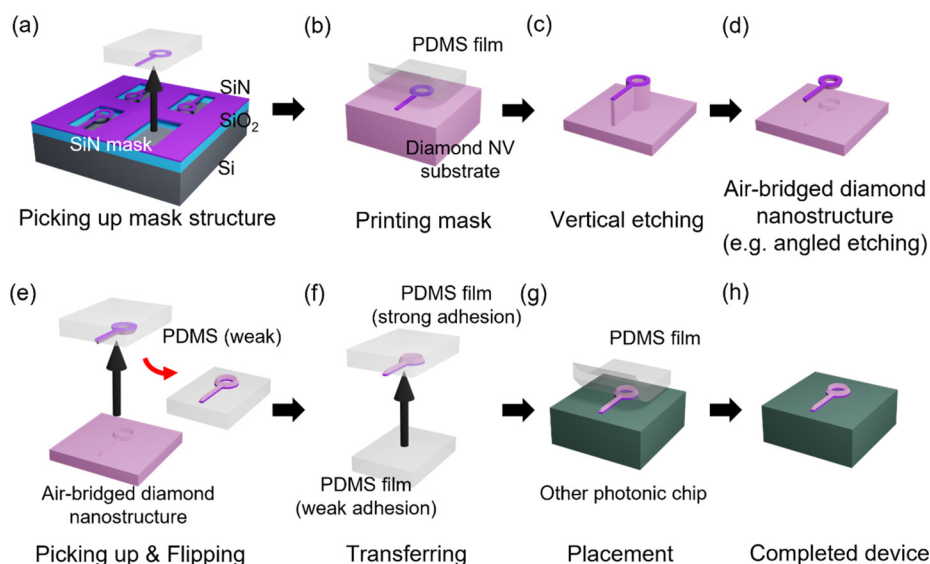 (a)
SiN
SiO2
SiN mask
Si
Picking up mask structure
(b)
PDMS film
Diamond NV
substrate
Printing mask
(c)
Vertical etching
(d)
Air-bridged diamond
nanostructure
(e.g. angled etching)
(e)
PDMS (weak)
Air-bridged diamond
nanostructure
Picking up & Flipping
(f)
PDMS film
(strong adhesion)
PDMS film
(weak adhesion)
Transferring
(g)
PDMS film
Other photonic chip
Placement
(h)
Completed device